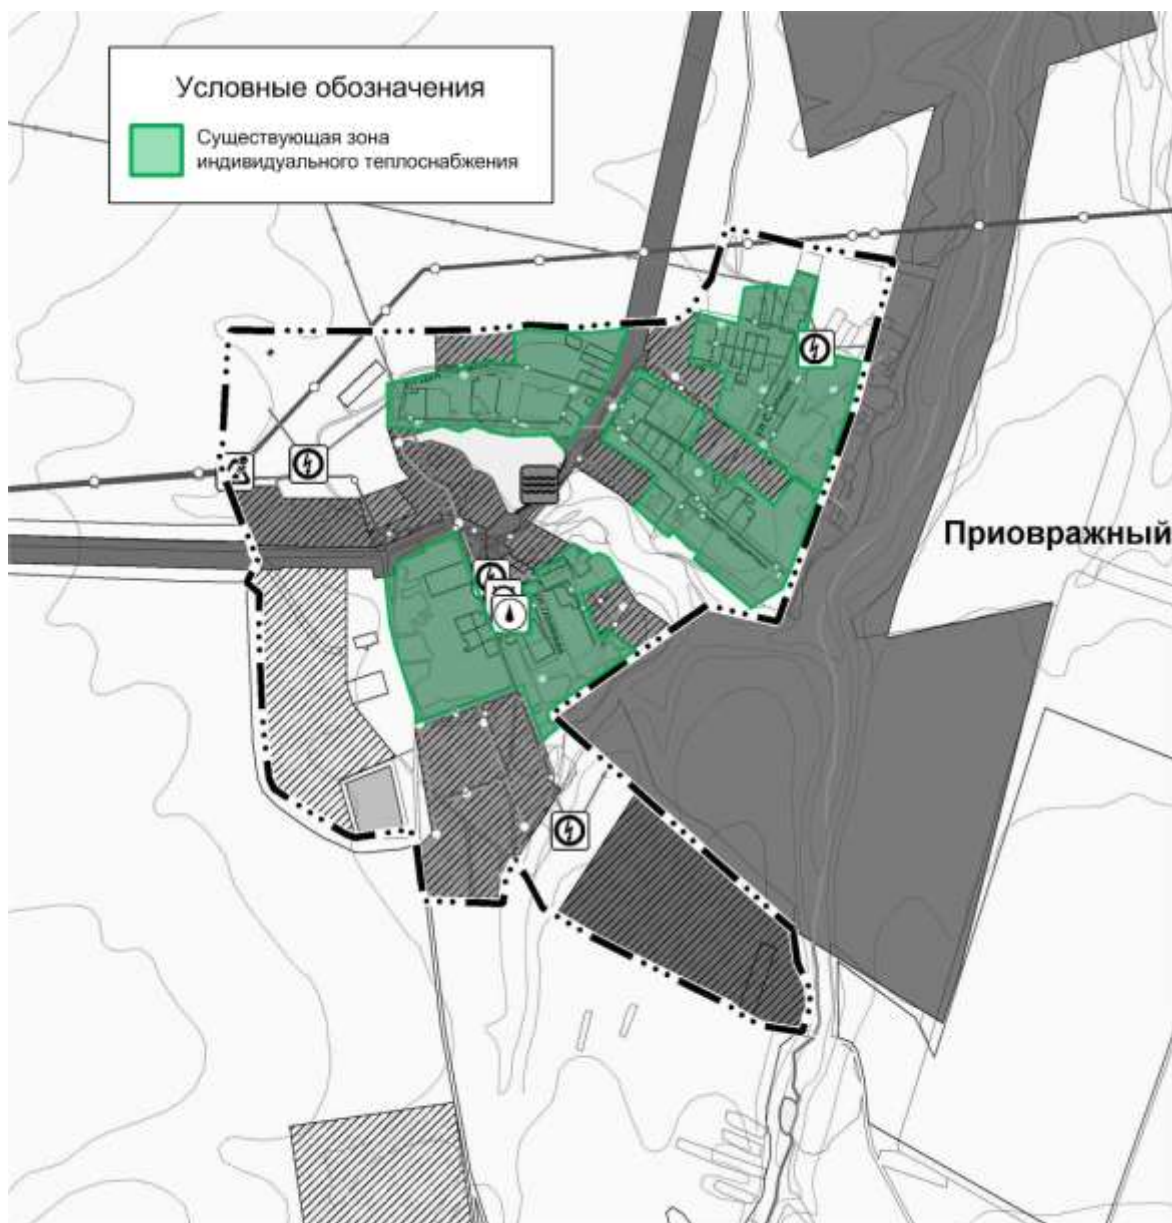 Условные обозначения
Существующая зона
индивидуального теплоснабжения
Приовражный